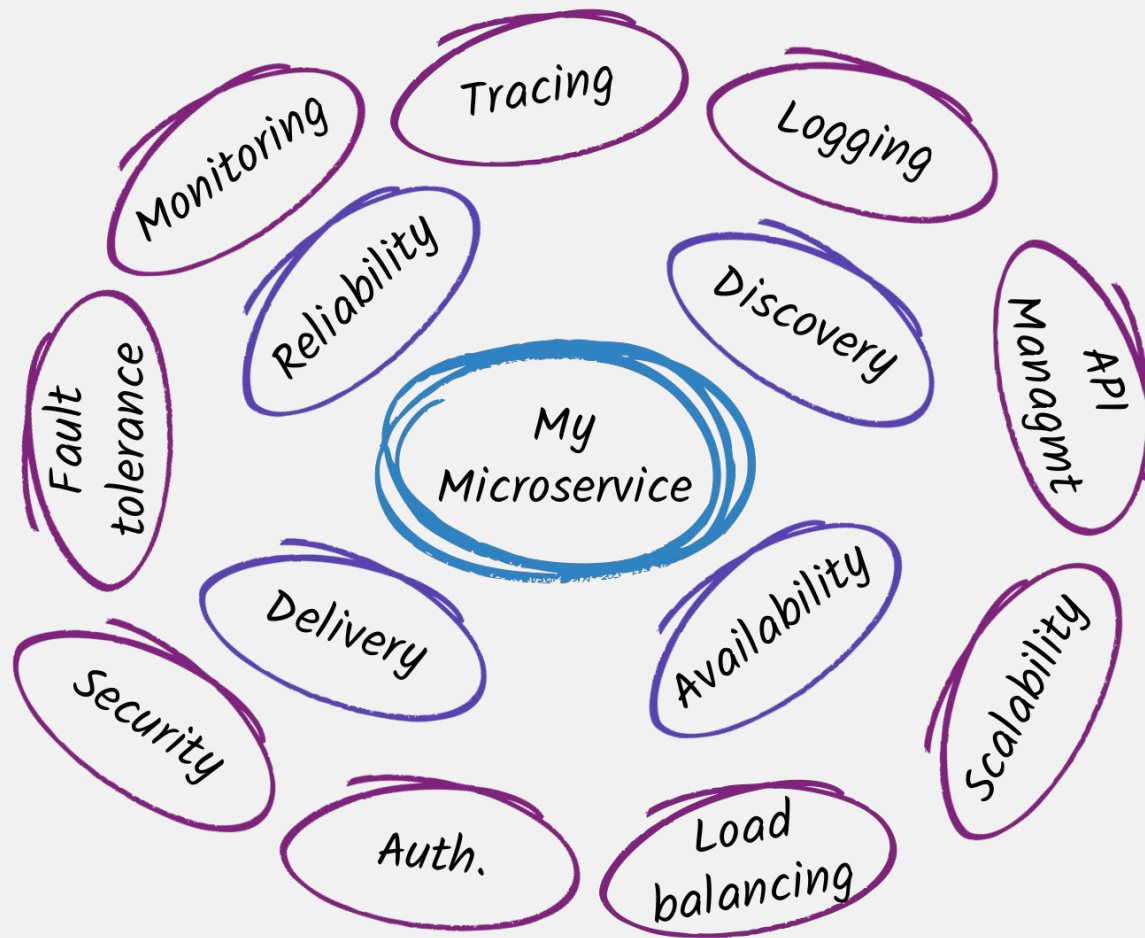 Tracing
Monitoring
Logging
Reliability
Discovery
API
Managmt
Fault
tolerance
My
Microservice
Delivery
Availability
Security
Scalability
Auth.
Load
balancing